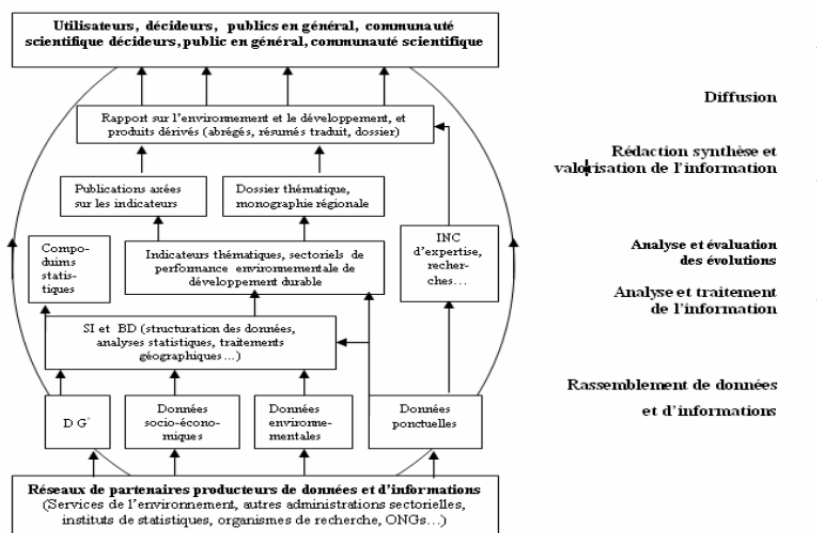 Utilisateurs, décideurs, publics en général, communauté
scientifique décideurs, public en général, communauté scientifique
Diffusion
Rapport sur l'environnement et le développement, et
produits dérivés (abrégés, résumés traduit, dossier)
Rédaction synthèse et
valorisation de l'information
Publications axées
sur les indicateurs
Dossier thématique,
monographie régionale
Compo-
duims
statis-
tiques
Indicateurs thématiques, sectoriels de
performance environnementale de
développement durable
INC
d'expertise,
recher-
ches...
Analyse et évaluation
des évolutions
Analyse et traitement
de l'information
SI et BD (structuration des données,
analyses statistiques, traitements
géographiques ...)
Rassemblement de données
et d'informations
D G
Données
socio-écono-
miques
Données
environne-
mentales
Données
ponctuelles
Réseaux de partenaires producteurs de données et d'informations
(Services de l'environnement, autres administrations sectorielles,
instituts de statistiques, organismes de recherche, ONGs...)